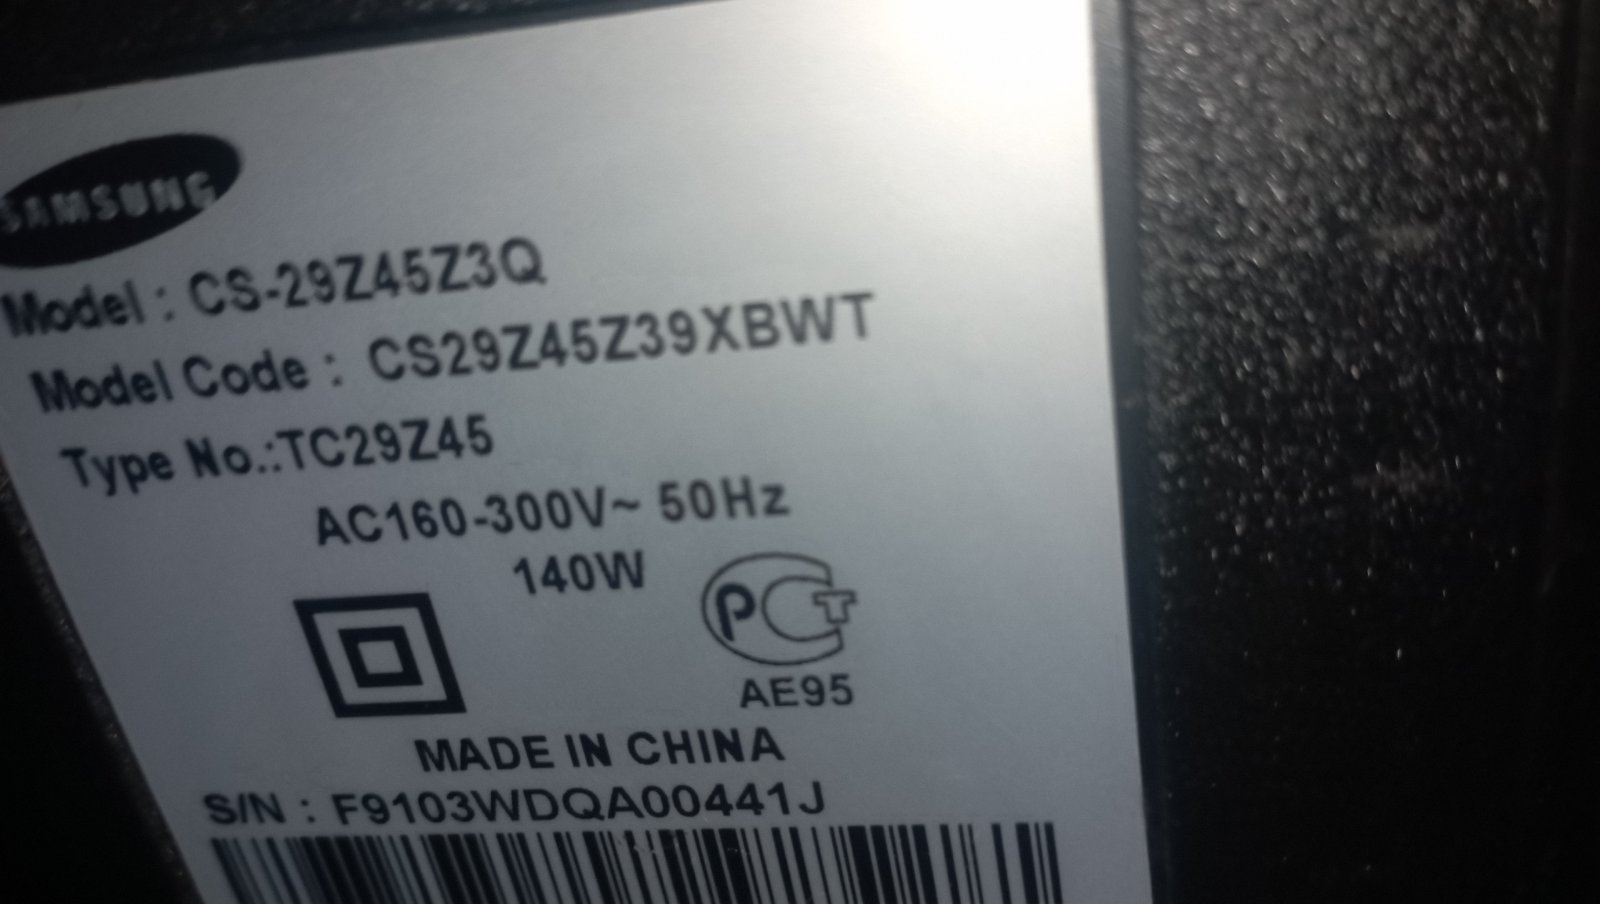 SAMSUNG
Model : CS-29Z45Z3Q
Model Code : CS29Z45Z39XBWT
Type No.:TC29Z45
AC160-300V~ 50Hz
140W
РСТ
AE95
MADE IN CHINA
S/N : F9103WDQA00441J